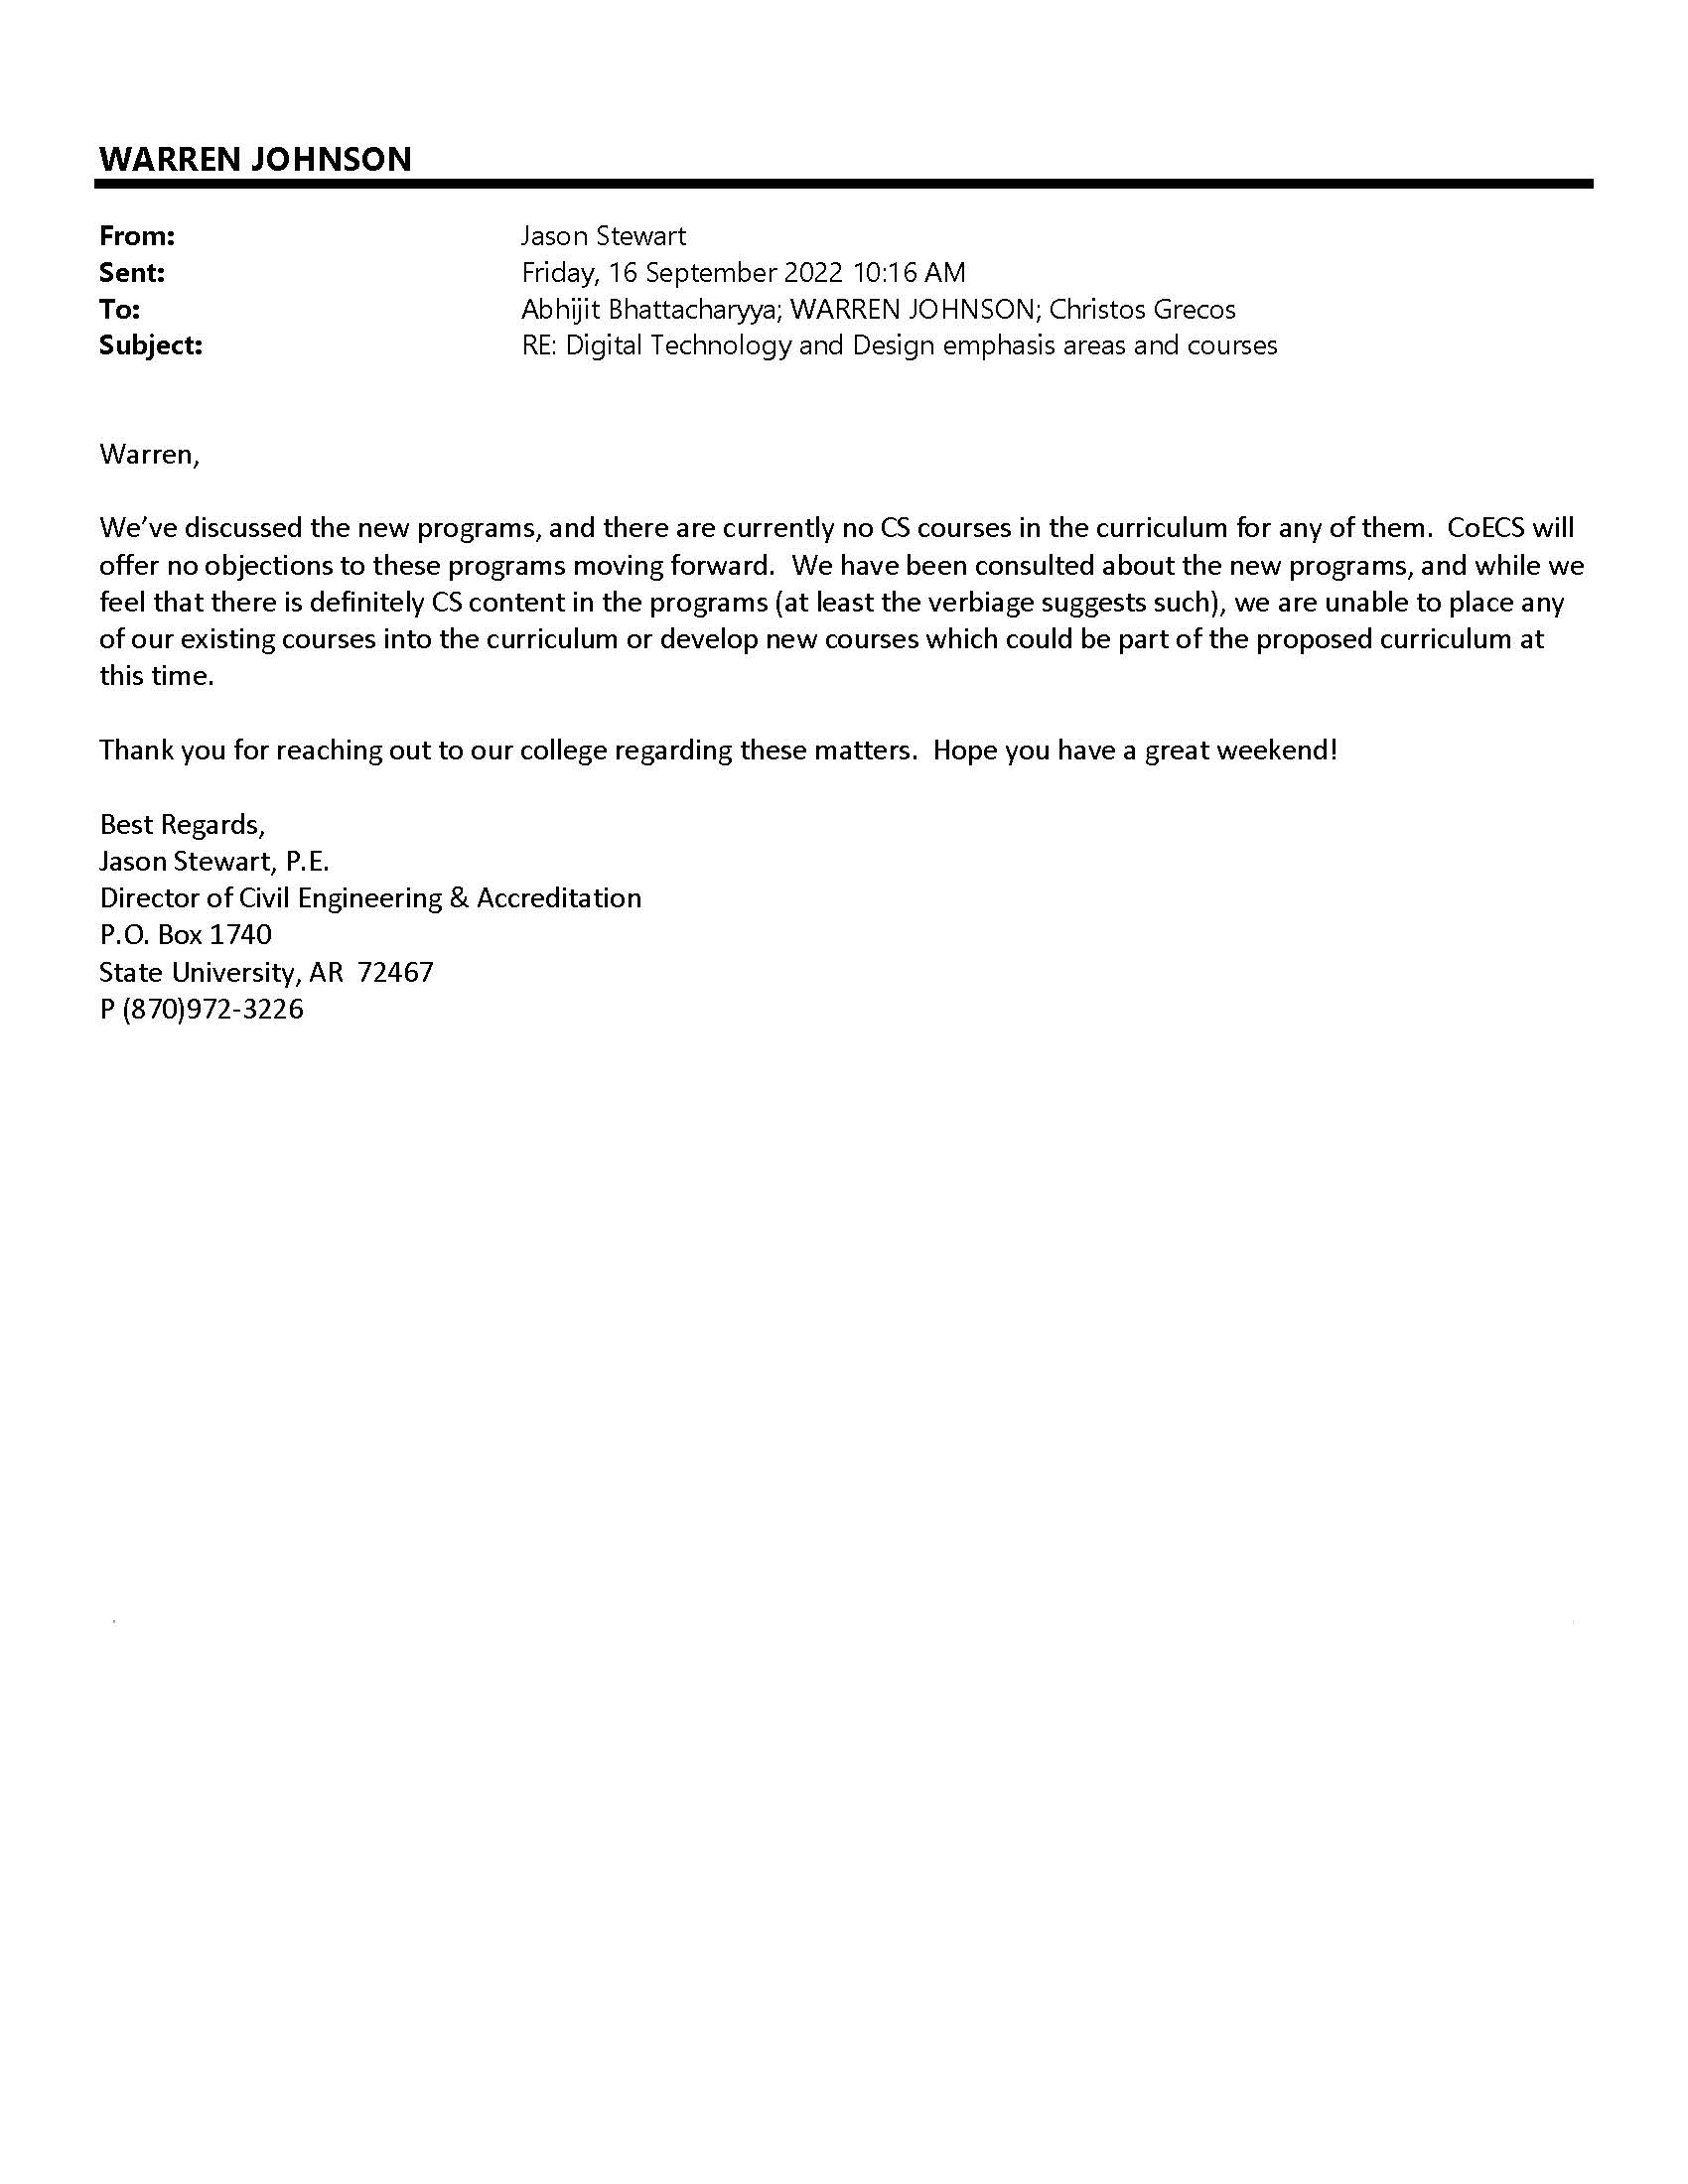 WARREN JOHNSON
From: Jason Stewart
Sent: Friday, 16 September 2022 10:16 AM
To: Abhijit Bhattacharyya; WARREN JOHNSON; Christos Grecos
Subject: RE: Digital Technology and Design emphasis areas and courses
Warren,
We’ve discussed the new programs, and there are currently no CS courses in the curriculum for any of them.  CoECS will
offer no objections to these programs moving forward.  We have been consulted about the new programs, and while we
feel that there is definitely CS content in the programs (at least the verbiage suggests such), we are unable to place any
of our existing courses into the curriculum or develop new courses which could be part of the proposed curriculum at
this time.
Thank you for reaching out to our college regarding these matters.  Hope you have a great weekend!
Best Regards,
Jason Stewart, P.E.
Director of Civil Engineering & Accreditation
P.O. Box 1740
State University, AR  72467
P (870)972-3226